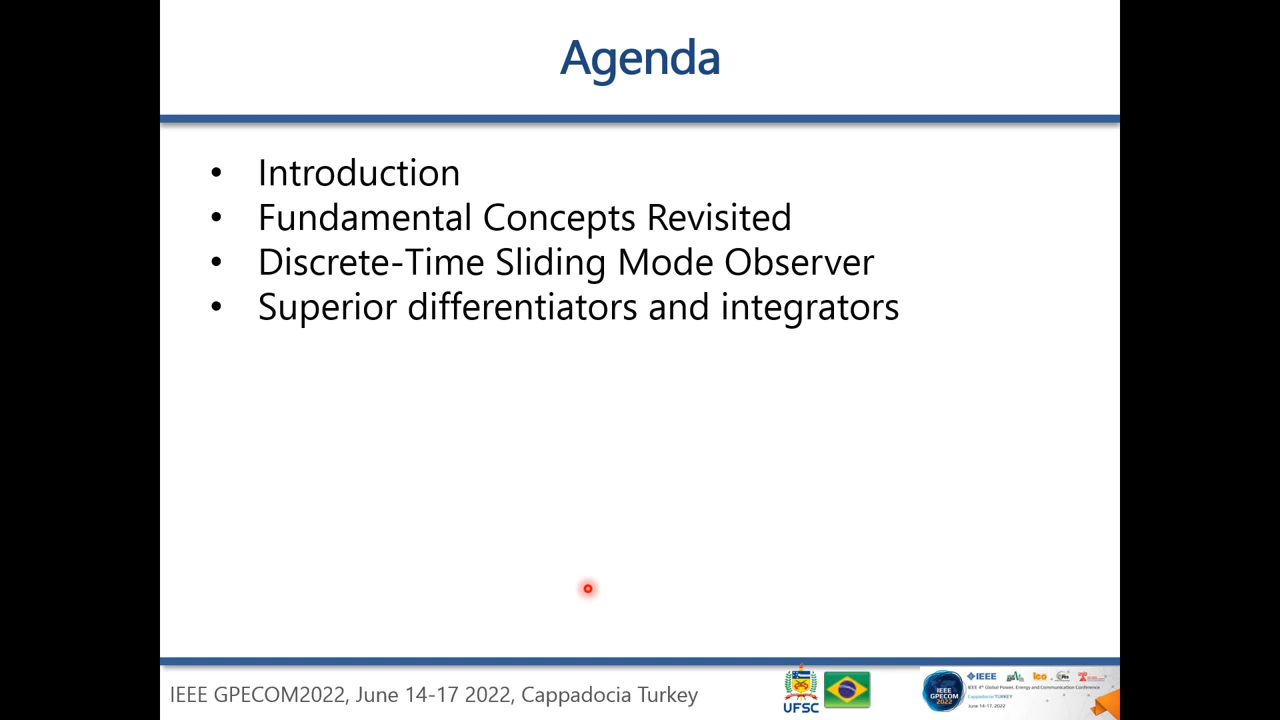 Agenda
• Introduction
• Fundamental Concepts Revisited
• Discrete-Time Sliding Mode Observer
• Superior differentiators and integrators
IEEE GPECOM2022, June 14-17 2022, Cappadocia Turkey
UFSC
IEEE
GPECOM
2022
IEEE
IEEE 4th Global Power, Energy and Communication Conference
Cappadocia/TURKEY
June 14-17, 2022